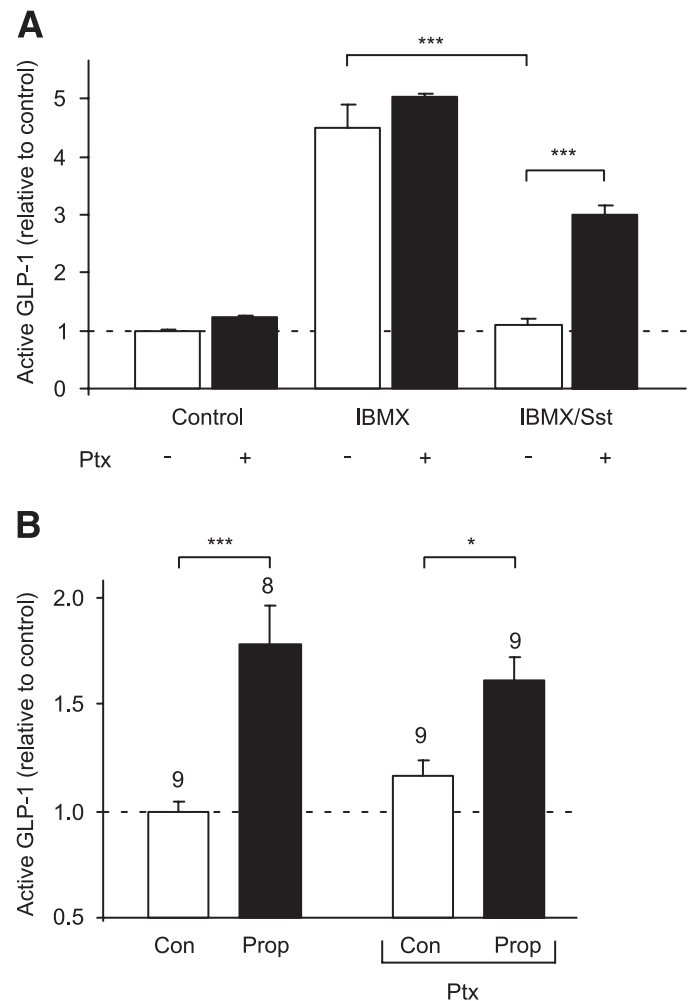 A
***
Active GLP-1 (relative to control)
5
***
4
3
2
1
0
Control IBMX IBMX/Sst
Ptx - + - + - +
B
*** *
Active GLP-1 (relative to control)
2.0
8
9
1.5
9
9
1.0
0.5
Con Prop Con Prop
Ptx